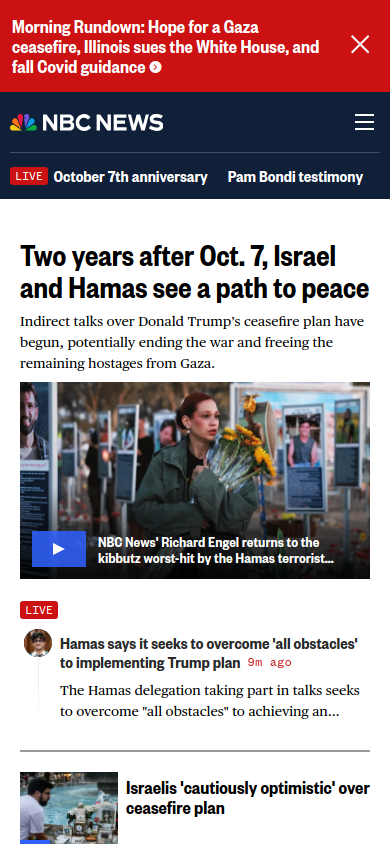 Morning Rundown: Hope for a Gaza
ceasefire, Illinois sues the White House, and
fall Covid guidance
NBC NEWS
LIVE October 7th anniversary Pam Bondi testimony
Two years after Oct. 7, Israel
and Hamas see a path to peace
Indirect talks over Donald Trump’s ceasefire plan have
begun, potentially ending the war and freeing the
remaining hostages from Gaza.
NBC News' Richard Engel returns to the
kibbutz worst-hit by the Hamas terrorist...
LIVE
Hamas says it seeks to overcome 'all obstacles'
to implementing Trump plan 9m ago
The Hamas delegation taking part in talks seeks
to overcome "all obstacles" to achieving an...
Israelis 'cautiously optimistic' over
ceasefire plan